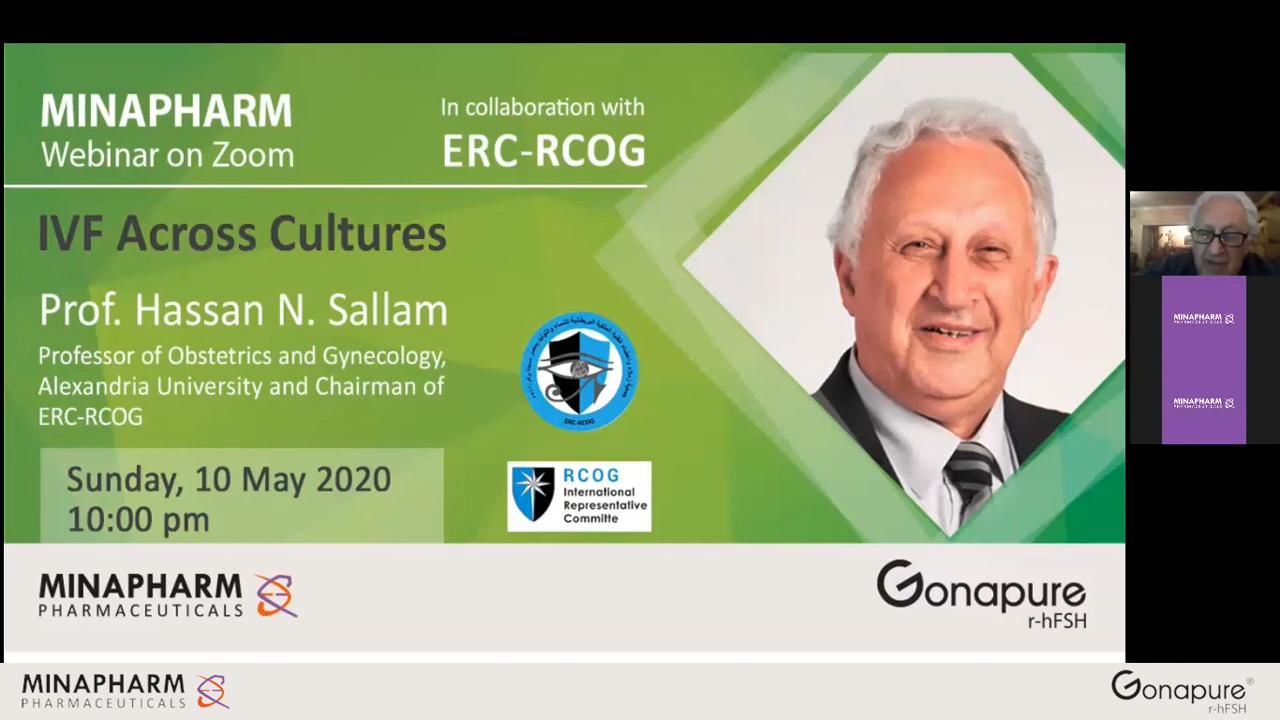 MINAPHARM
Webinar on Zoom
In collaboration with
ERC-RCOG
IVF Across Cultures
Prof. Hassan N. Sallam
Professor of Obstetrics and Gynecology,
Alexandria University and Chairman of
ERC-RCOG
Sunday, 10 May 2020
10:00 pm
ERC-RCOG
RCOG
International
Representative
Committe
MINAPHARM
PHARMACEUTICALS
Gonapure
r-hFSH
MINAPHARM
PHARMACEUTICALS
MINAPHARM
PHARMACEUTICALS
MINAPHARM
PHARMACEUTICALS
Gonapure®
r-hFSH